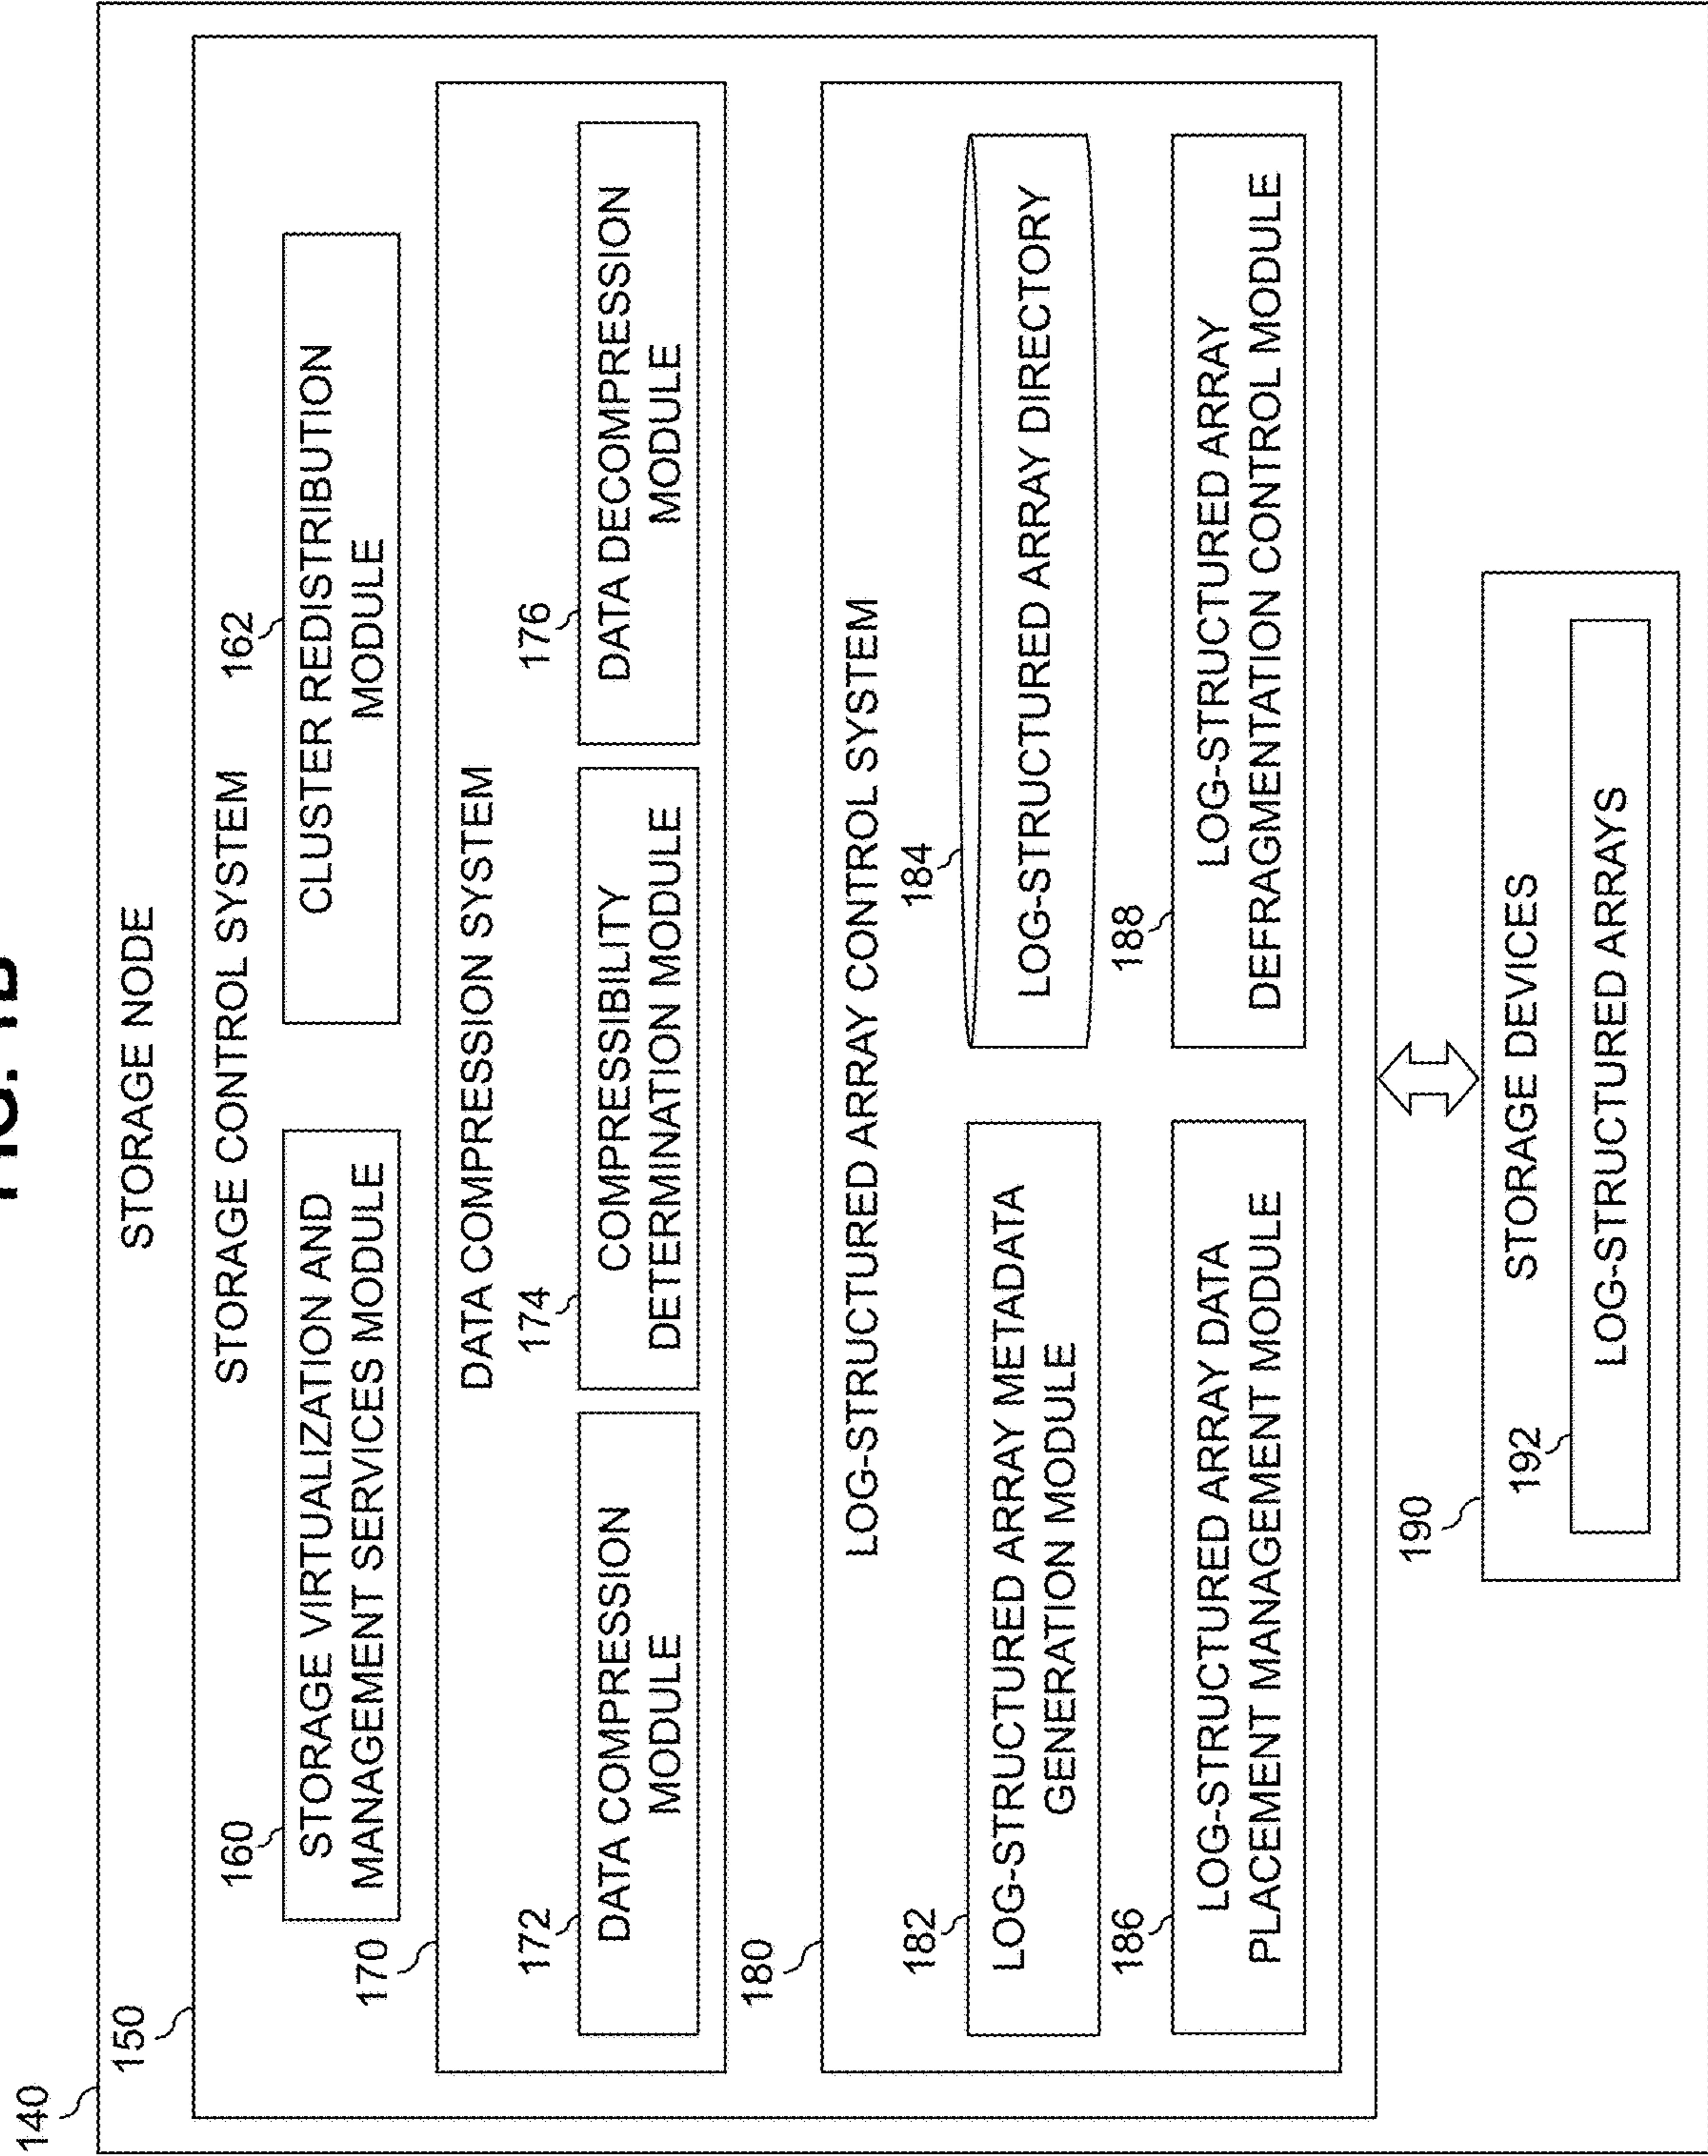 FIG. 1B
140
STORAGE NODE
150
STORAGE CONTROL SYSTEM
160
STORAGE VIRTUALIZATION AND
MANAGEMENT SERVICES MODULE
162
CLUSTER REDISTRIBUTION
MODULE
170
DATA COMPRESSION SYSTEM
172
DATA COMPRESSION
MODULE
174
COMPRESSIBILITY
DETERMINATION MODULE
176
DATA DECOMPRESSION
MODULE
180
LOG-STRUCTURED ARRAY CONTROL SYSTEM
182
LOG-STRUCTURED ARRAY METADATA
GENERATION MODULE
184
LOG-STRUCTURED ARRAY DIRECTORY
186
LOG-STRUCTURED ARRAY DATA
PLACEMENT MANAGEMENT MODULE
188
LOG-STRUCTURED ARRAY
DEFRAGMENTATION CONTROL MODULE
190
STORAGE DEVICES
192
LOG-STRUCTURED ARRAYS